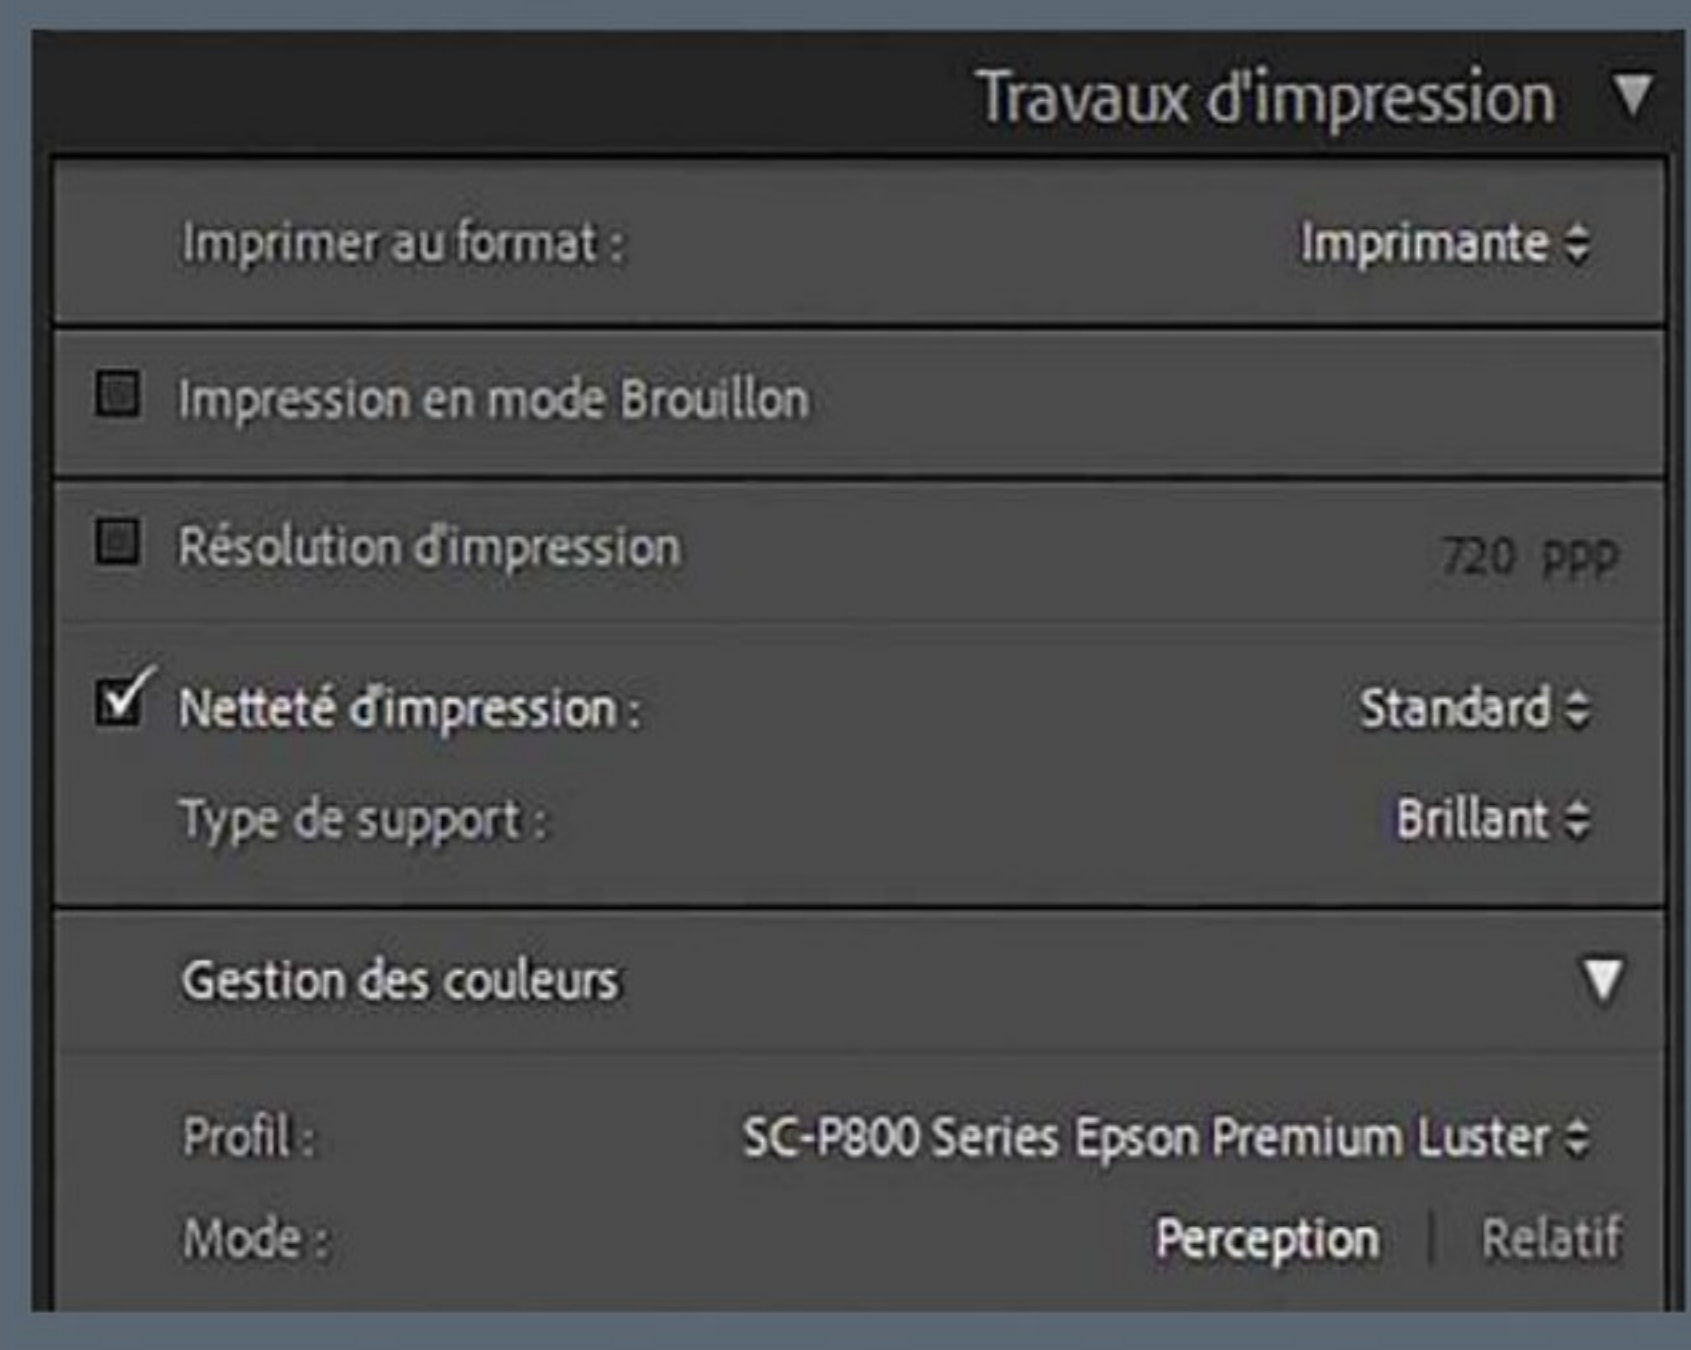 Travaux d'impression
Imprimer au format : Imprimante
Impression en mode Brouillon
Résolution d'impression 720 ppp
Netteté d'impression : Standard
Type de support : Brillant
Gestion des couleurs
Profil : SC-P800 Series Epson Premium Luster
Mode : Perception | Relatif